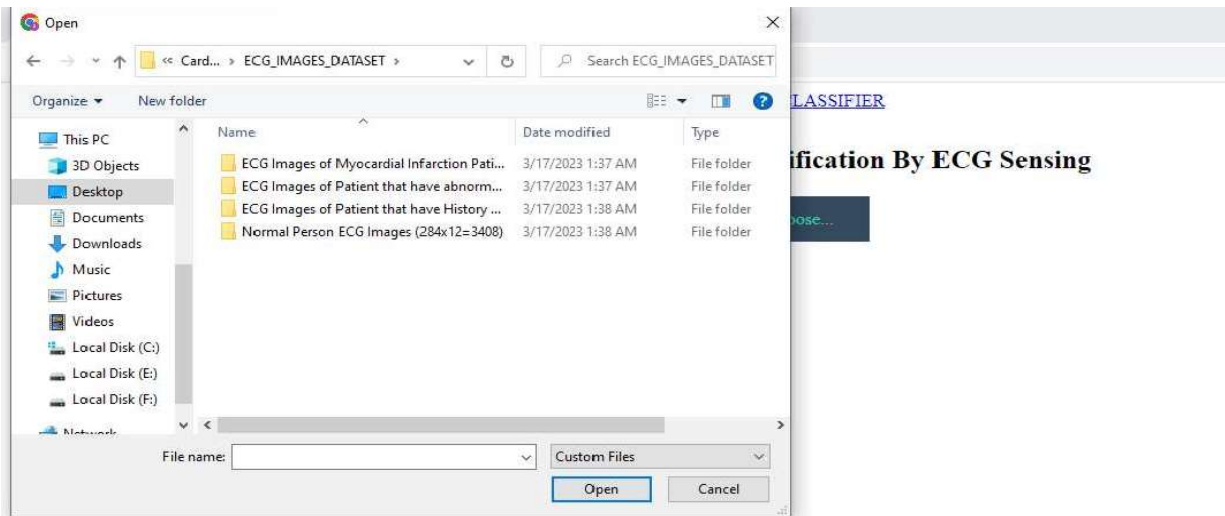 Open
« Card... › ECG_IMAGES_DATASET ›
Search ECG_IMAGES_DATASET
Organize
New folder
LASSIFIER
Name
Date modified
Type
This PC
3D Objects
Desktop
Documents
Downloads
Music
Pictures
Videos
Local Disk (C:)
Local Disk (E:)
Local Disk (F:)
Network
ECG Images of Myocardial Infarction Pati... 3/17/2023 1:37 AM File folder
ECG Images of Patient that have abnorm... 3/17/2023 1:37 AM File folder
ECG Images of Patient that have History ... 3/17/2023 1:38 AM File folder
Normal Person ECG Images (284x12=3408) 3/17/2023 1:38 AM File folder
ification By ECG Sensing
ose...
File name:
Custom Files
Open
Cancel